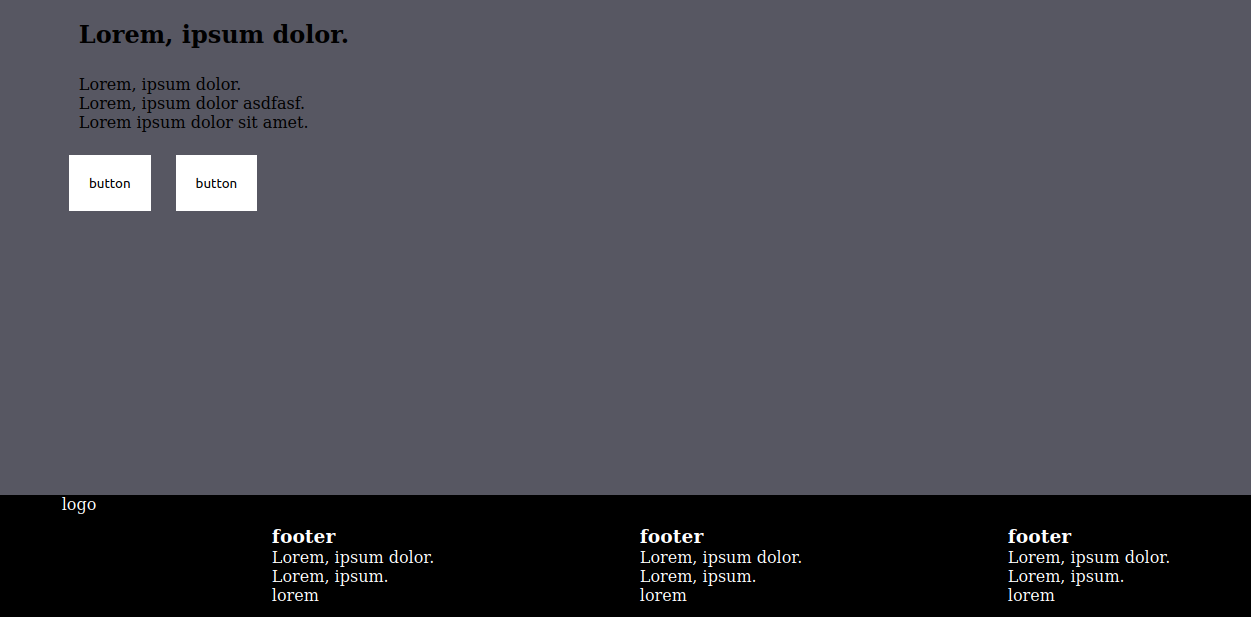 Lorem, ipsum dolor.
Lorem, ipsum dolor.
Lorem, ipsum dolor asdfasf.
Lorem ipsum dolor sit amet.
button
button
logo
footer
Lorem, ipsum dolor.
Lorem, ipsum.
lorem
footer
Lorem, ipsum dolor.
Lorem, ipsum.
lorem
footer
Lorem, ipsum dolor.
Lorem, ipsum.
lorem